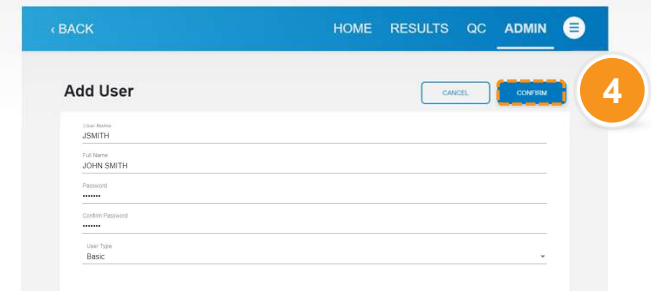 ‹ BACK HOME RESULTS QC ADMIN
Add User CANCEL CONFIRM 4
User Name
JSMITH
Full Name
JOHN SMITH
Password
•••••••
Confirm Password
•••••••
User Type
Basic